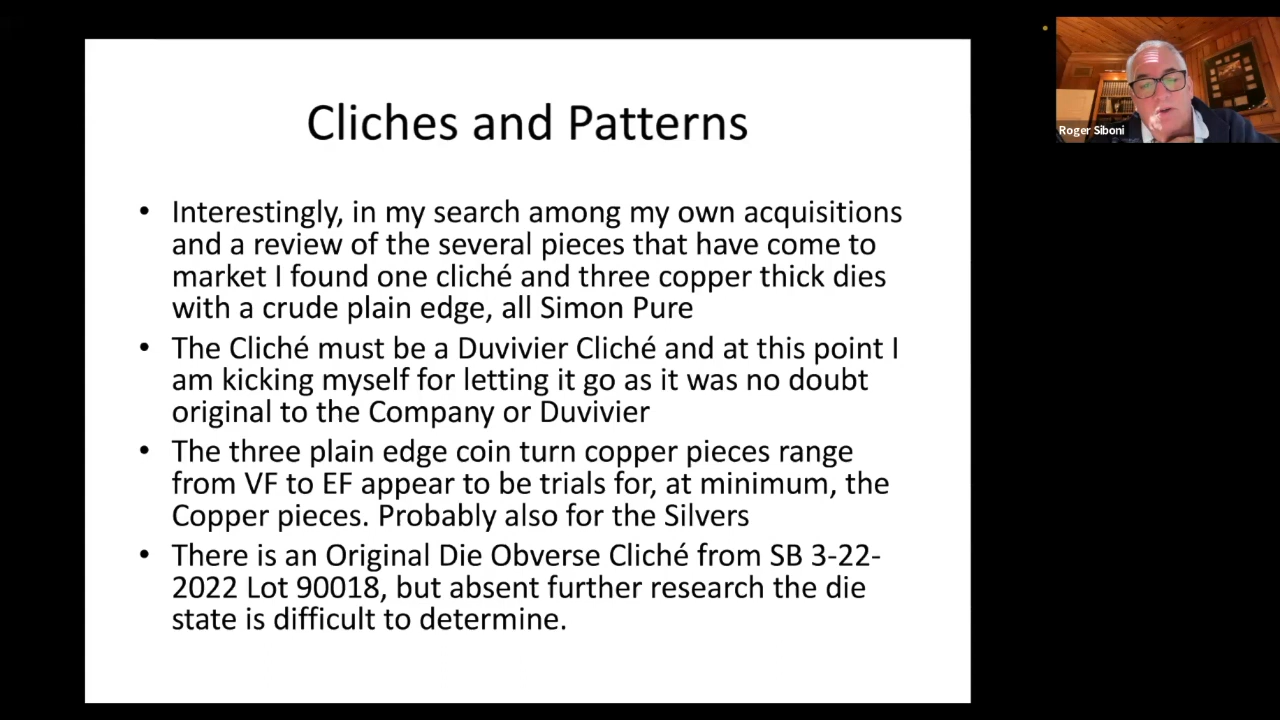 Cliches and Patterns
• Interestingly, in my search among my own acquisitions
and a review of the several pieces that have come to
market I found one cliché and three copper thick dies
with a crude plain edge, all Simon Pure
• The Cliché must be a Duvivier Cliché and at this point I
am kicking myself for letting it go as it was no doubt
original to the Company or Duvivier
• The three plain edge coin turn copper pieces range
from VF to EF appear to be trials for, at minimum, the
Copper pieces. Probably also for the Silvers
• There is an Original Die Obverse Cliché from SB 3-22-
2022 Lot 90018, but absent further research the die
state is difficult to determine.
Roger Siboni